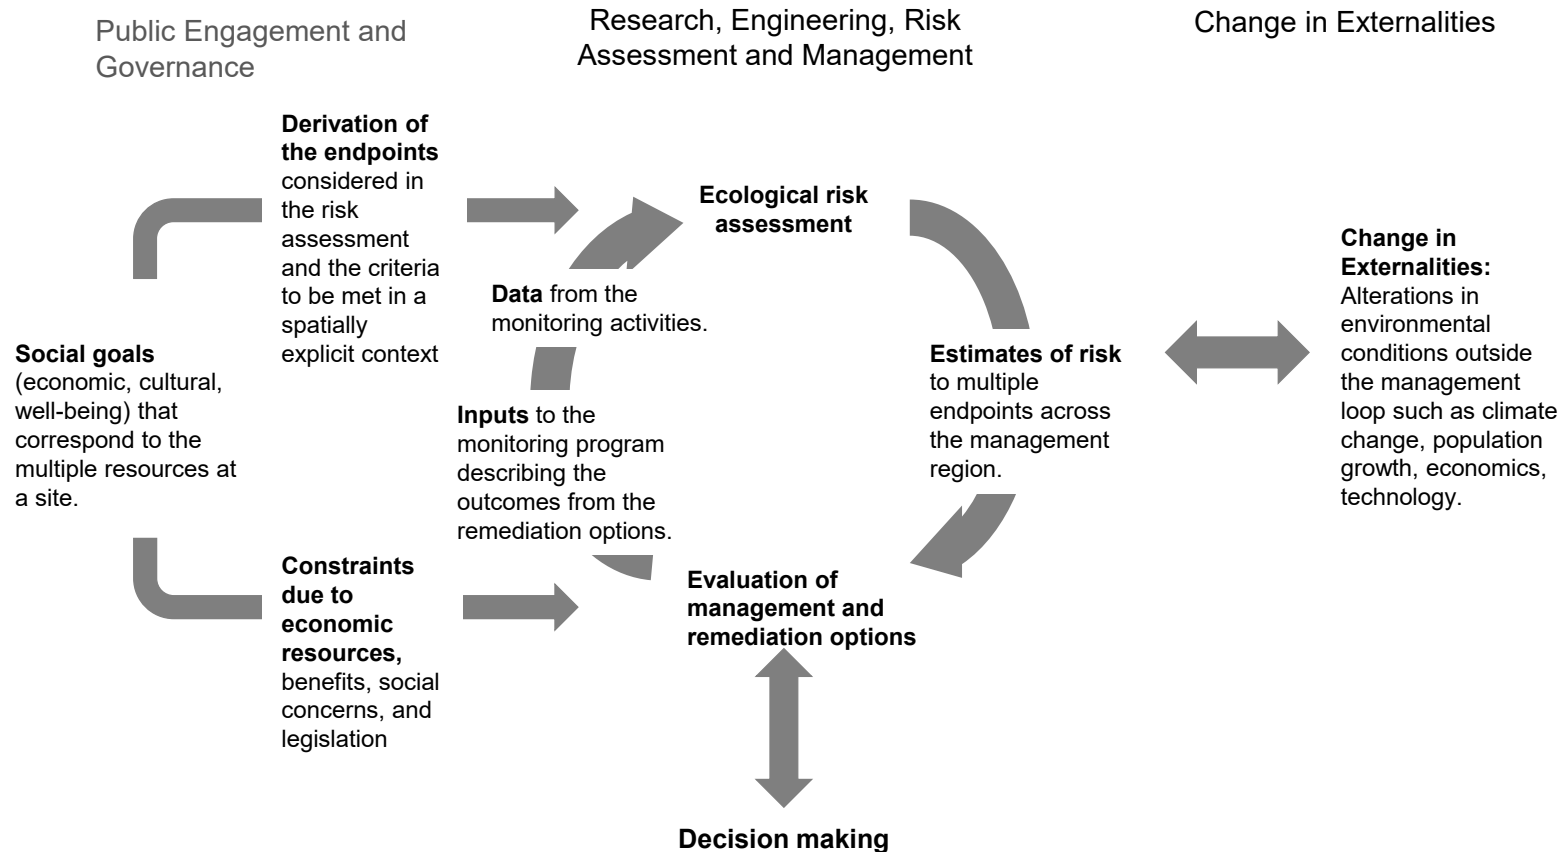 Public Engagement and
Governance
Research, Engineering, Risk
Assessment and Management
Change in Externalities
Social goals
(economic, cultural,
well-being) that
correspond to the
multiple resources at
a site.
Derivation of
the endpoints
considered in
the risk
assessment
and the criteria
to be met in a
spatially
explicit context
Constraints
due to
economic
resources,
benefits, social
concerns, and
legislation
Ecological risk
assessment
Data from the
monitoring activities.
Inputs to the
monitoring program
describing the
outcomes from the
remediation options.
Estimates of risk
to multiple
endpoints across
the management
region.
Evaluation of
management and
remediation options
Decision making
Change in
Externalities:
Alterations in
environmental
conditions outside
the management
loop such as climate
change, population
growth, economics,
technology.